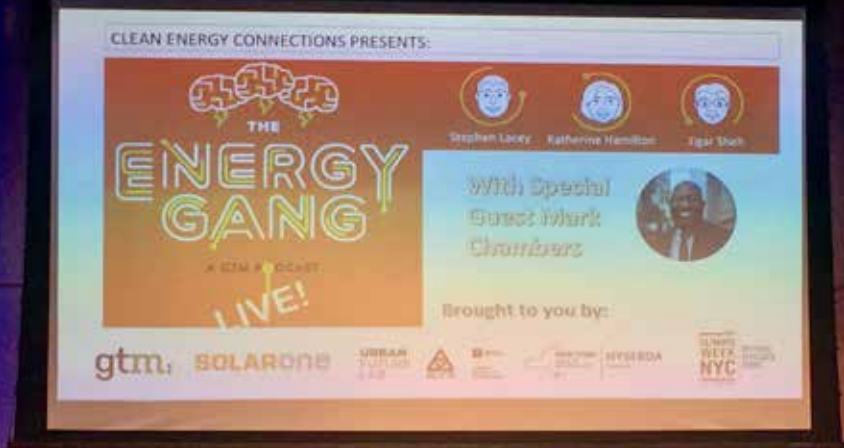 CLEAN ENERGY CONNECTIONS PRESENTS:
THE
ENERGY
GANG
A GTM PODCAST
LIVE!
Stephen Lacey
Katherine Hamilton
Jigar Shah
With Special
Guest Mark
Chambers
Brought to you by:
gtm:
SOLARone
URBAN
FUTURE
LAB
NYSERDA
CLIMATE
WEEK
NYC